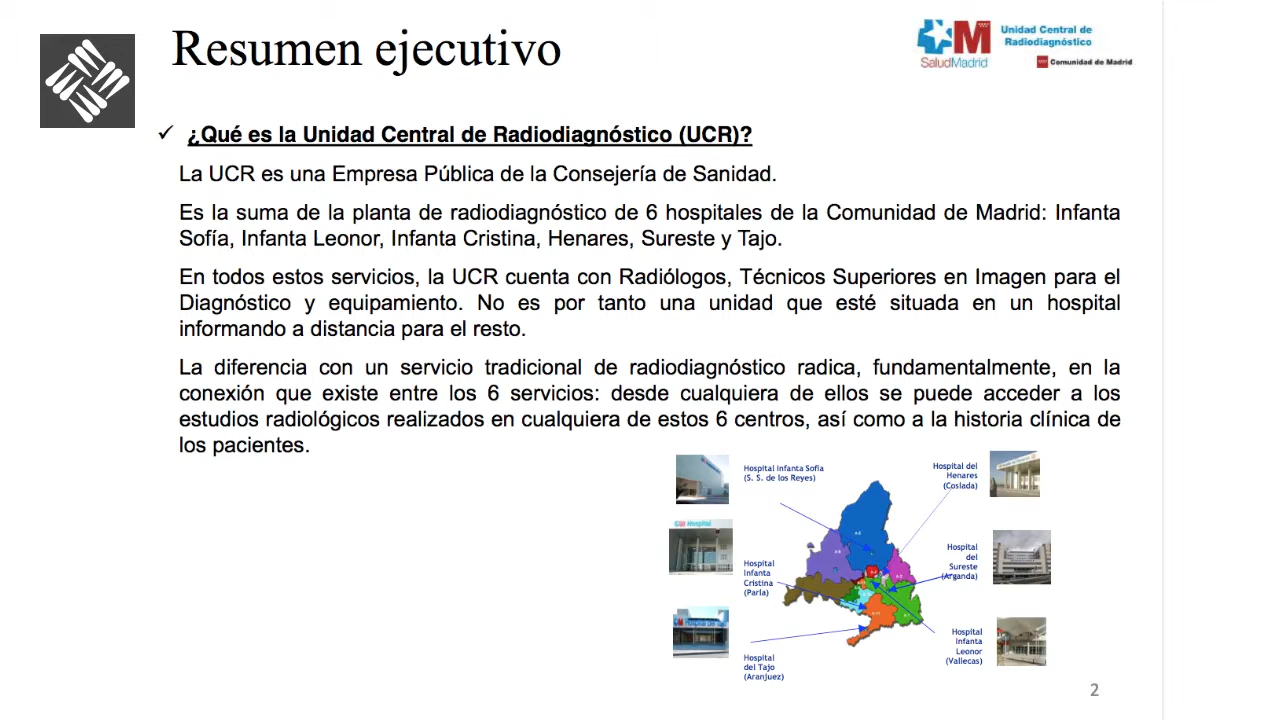 Resumen ejecutivo
SaludMadrid
Unidad Central de
Radiodiagnóstico
Comunidad de Madrid
✓ ¿Qué es la Unidad Central de Radiodiagnóstico (UCR)?
La UCR es una Empresa Pública de la Consejería de Sanidad.
Es la suma de la planta de radiodiagnóstico de 6 hospitales de la Comunidad de Madrid: Infanta
Sofía, Infanta Leonor, Infanta Cristina, Henares, Sureste y Tajo.
En todos estos servicios, la UCR cuenta con Radiólogos, Técnicos Superiores en Imagen para el
Diagnóstico y equipamiento. No es por tanto una unidad que esté situada en un hospital
informando a distancia para el resto.
La diferencia con un servicio tradicional de radiodiagnóstico radica, fundamentalmente, en la
conexión que existe entre los 6 servicios: desde cualquiera de ellos se puede acceder a los
estudios radiológicos realizados en cualquiera de estos 6 centros, así como a la historia clínica de
los pacientes.
Hospital Infanta Sofía
(S. S. de los Reyes)
Hospital del
Henares
(Coslada)
Hospital
Hospital
del
Sureste
(Arganda)
Hospital
Infanta
Cristina
(Parla)
Hospital del Tajo
Hospital
Infanta
Leonor
(Vallecas)
Hospital
del Tajo
(Aranjuez)
2